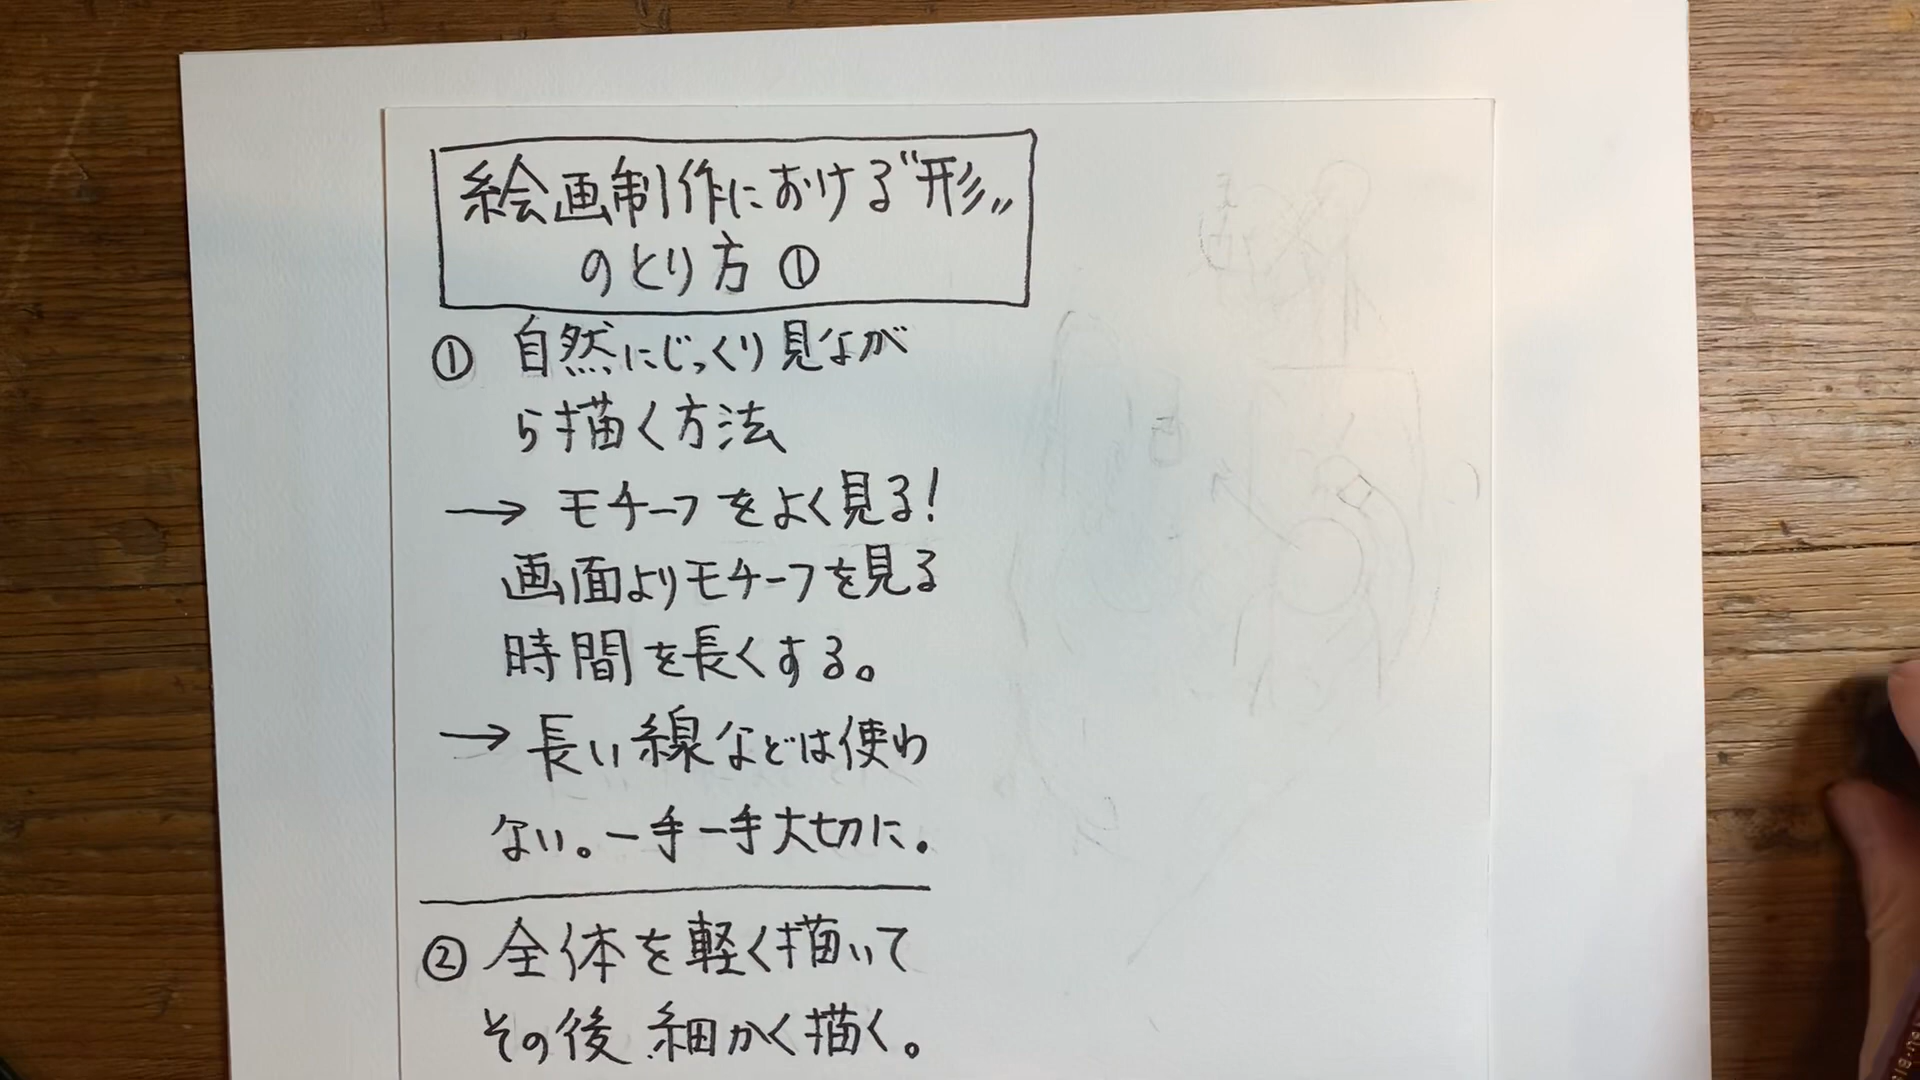 絵画制作における“形„
のとり方 ①
① 自然にじっくり見なが
ら描く方法
→ モチーフをよく見る!
画面よりモチーフを見る
時間を長くする。
→ 長い線などは使わ
ない。一手一手大切に。
② 全体を軽く描いて
その後、細かく描く。